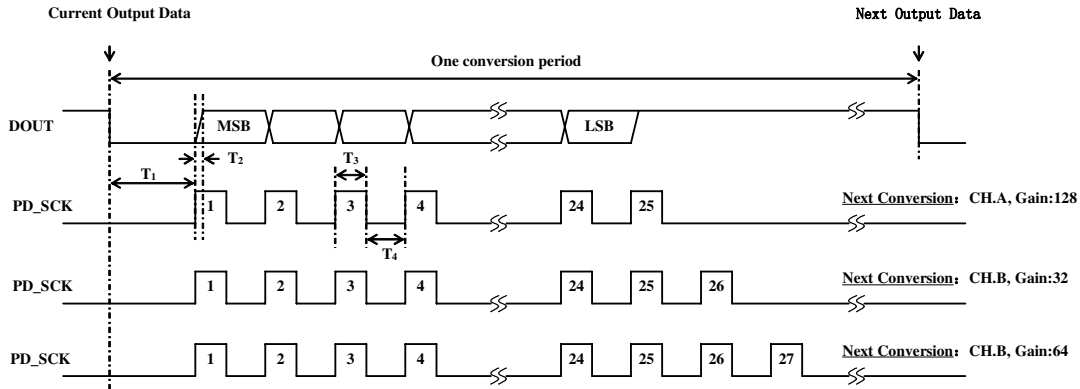 Current Output Data
Next Output Data
One conversion period
DOUT
MSB
LSB
T2
T3
T1
PD_SCK
1 2 3 4 24 25
Next Conversion：CH.A, Gain:128
T4
PD_SCK
1 2 3 4 24 25 26
Next Conversion：CH.B, Gain:32
PD_SCK
1 2 3 4 24 25 26 27
Next Conversion：CH.B, Gain:64